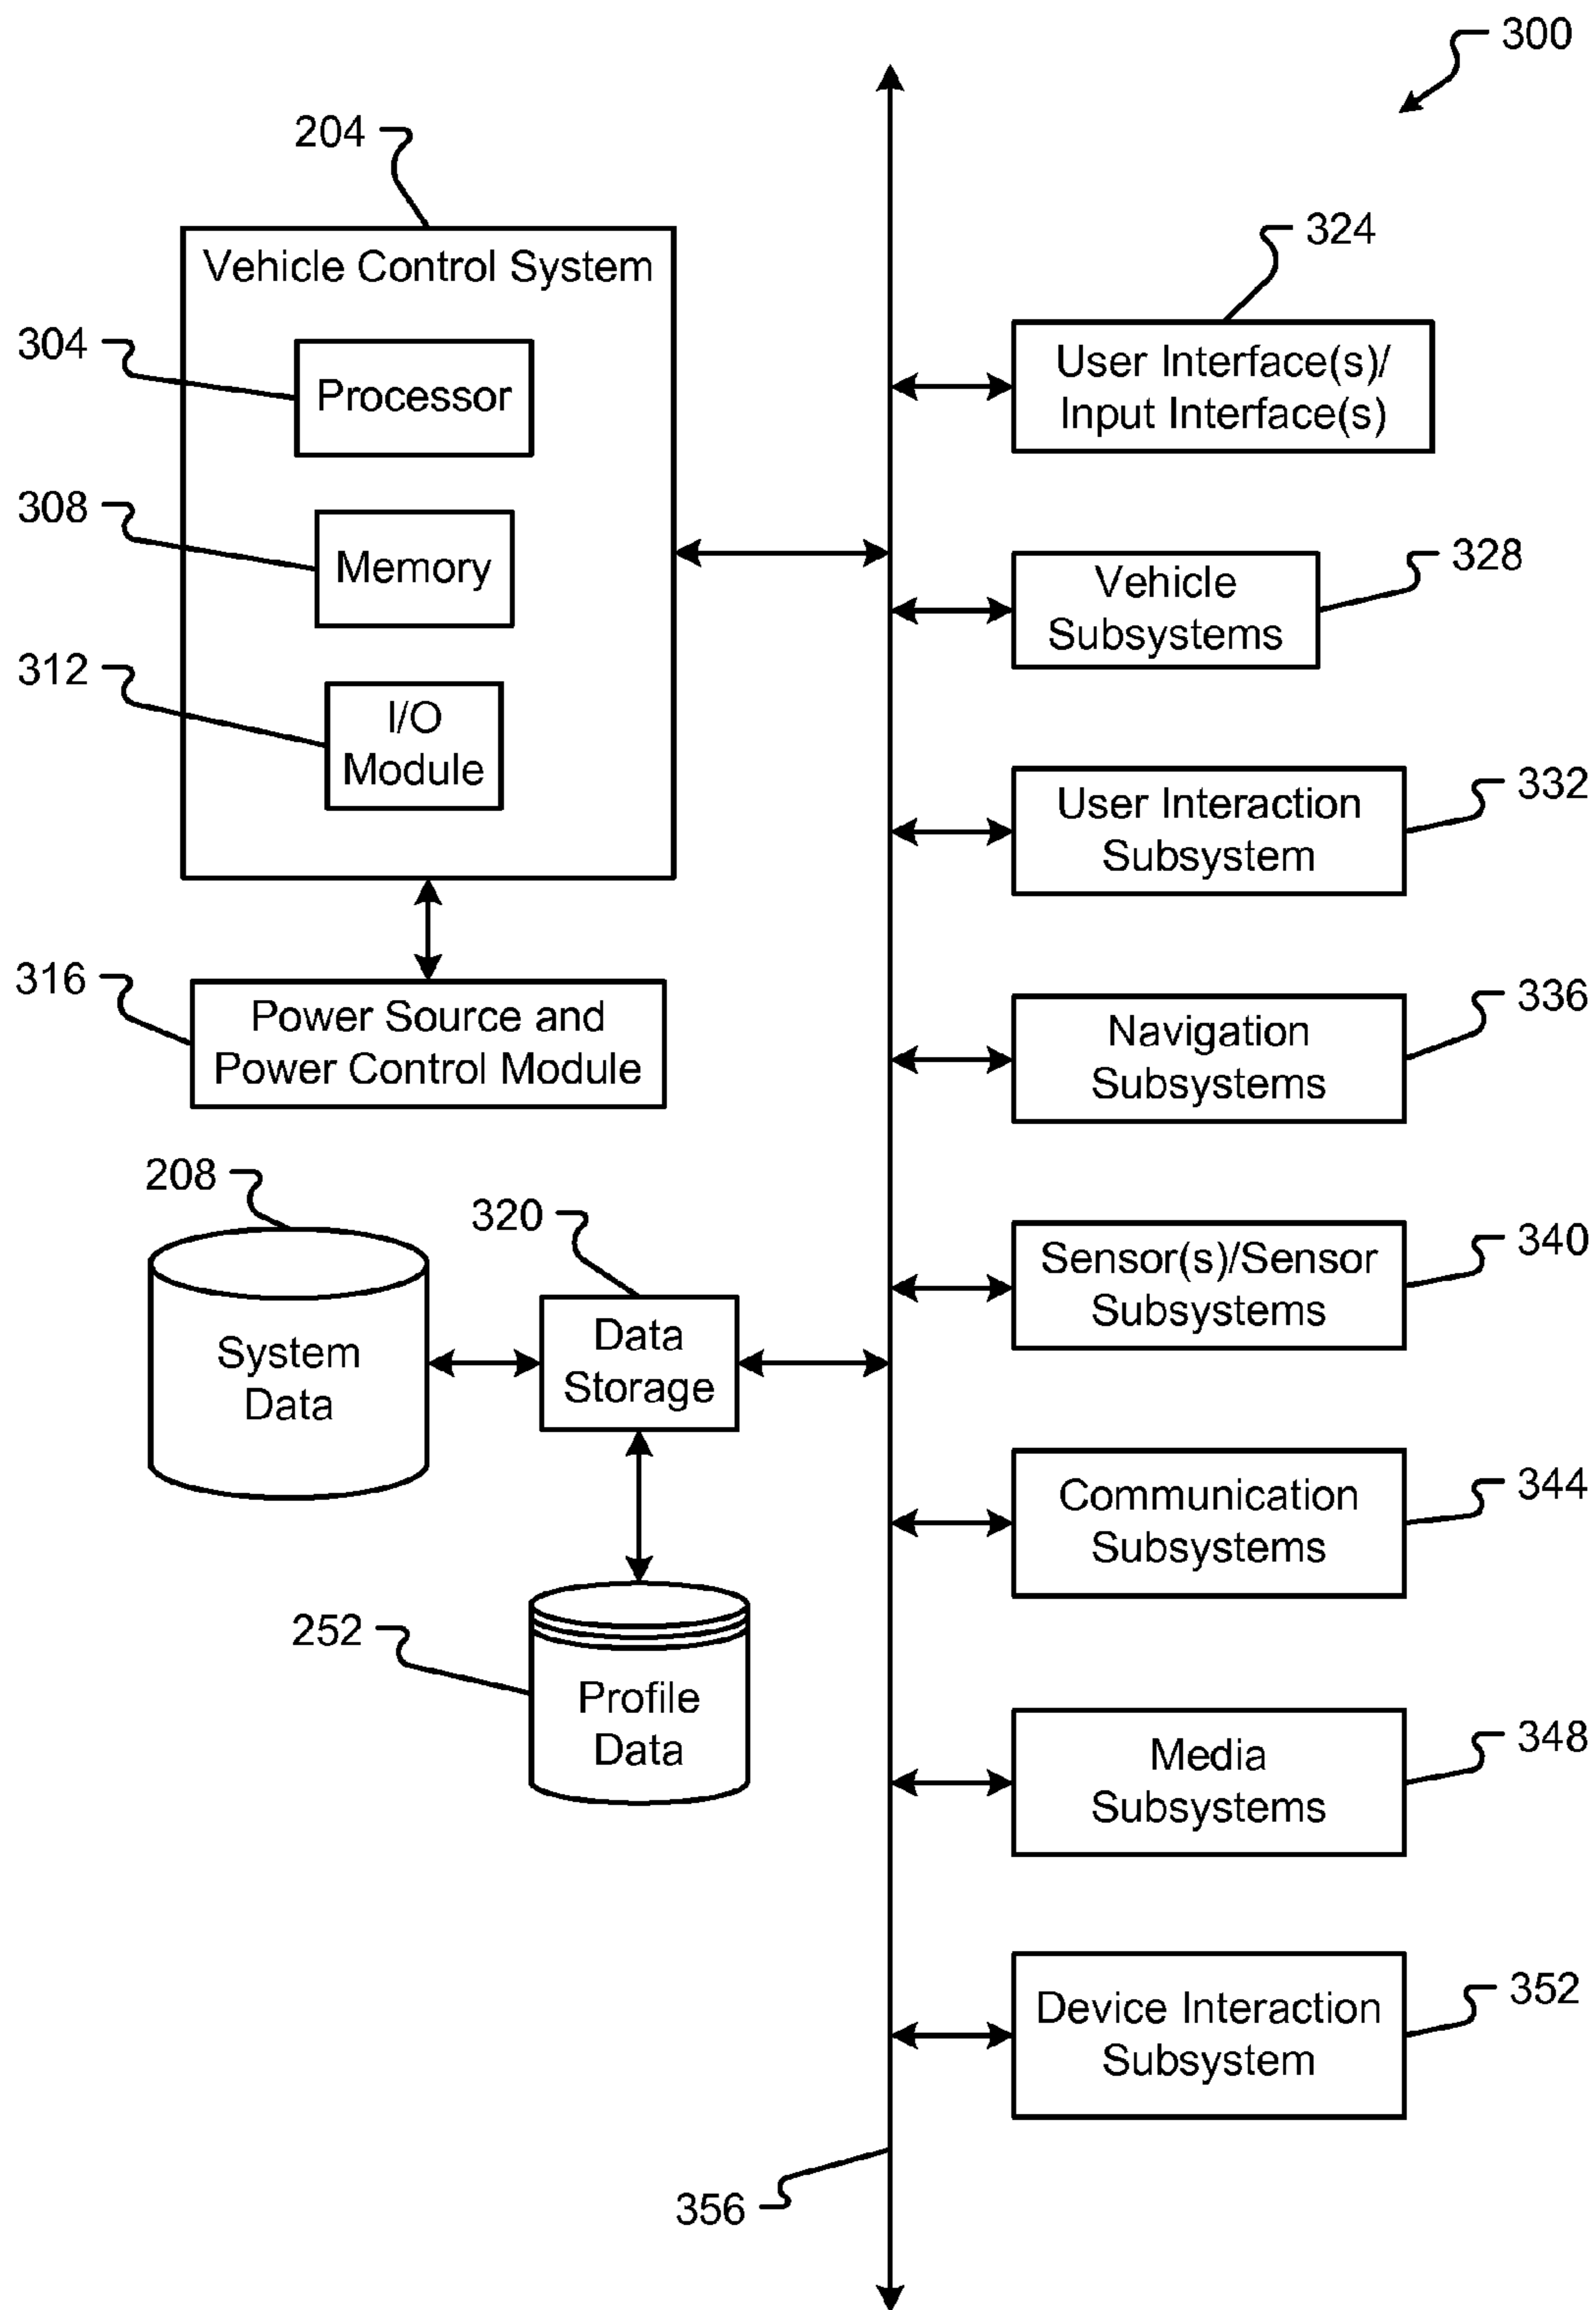 300
204
Vehicle Control System
304
Processor
308
Memory
312
I/O
Module
316
Power Source and
Power Control Module
208
System
Data
320
Data
Storage
252
Profile
Data
324
User Interface(s)/
Input Interface(s)
328
Vehicle
Subsystems
332
User Interaction
Subsystem
336
Navigation
Subsystems
340
Sensor(s)/Sensor
Subsystems
344
Communication
Subsystems
348
Media
Subsystems
352
Device Interaction
Subsystem
356